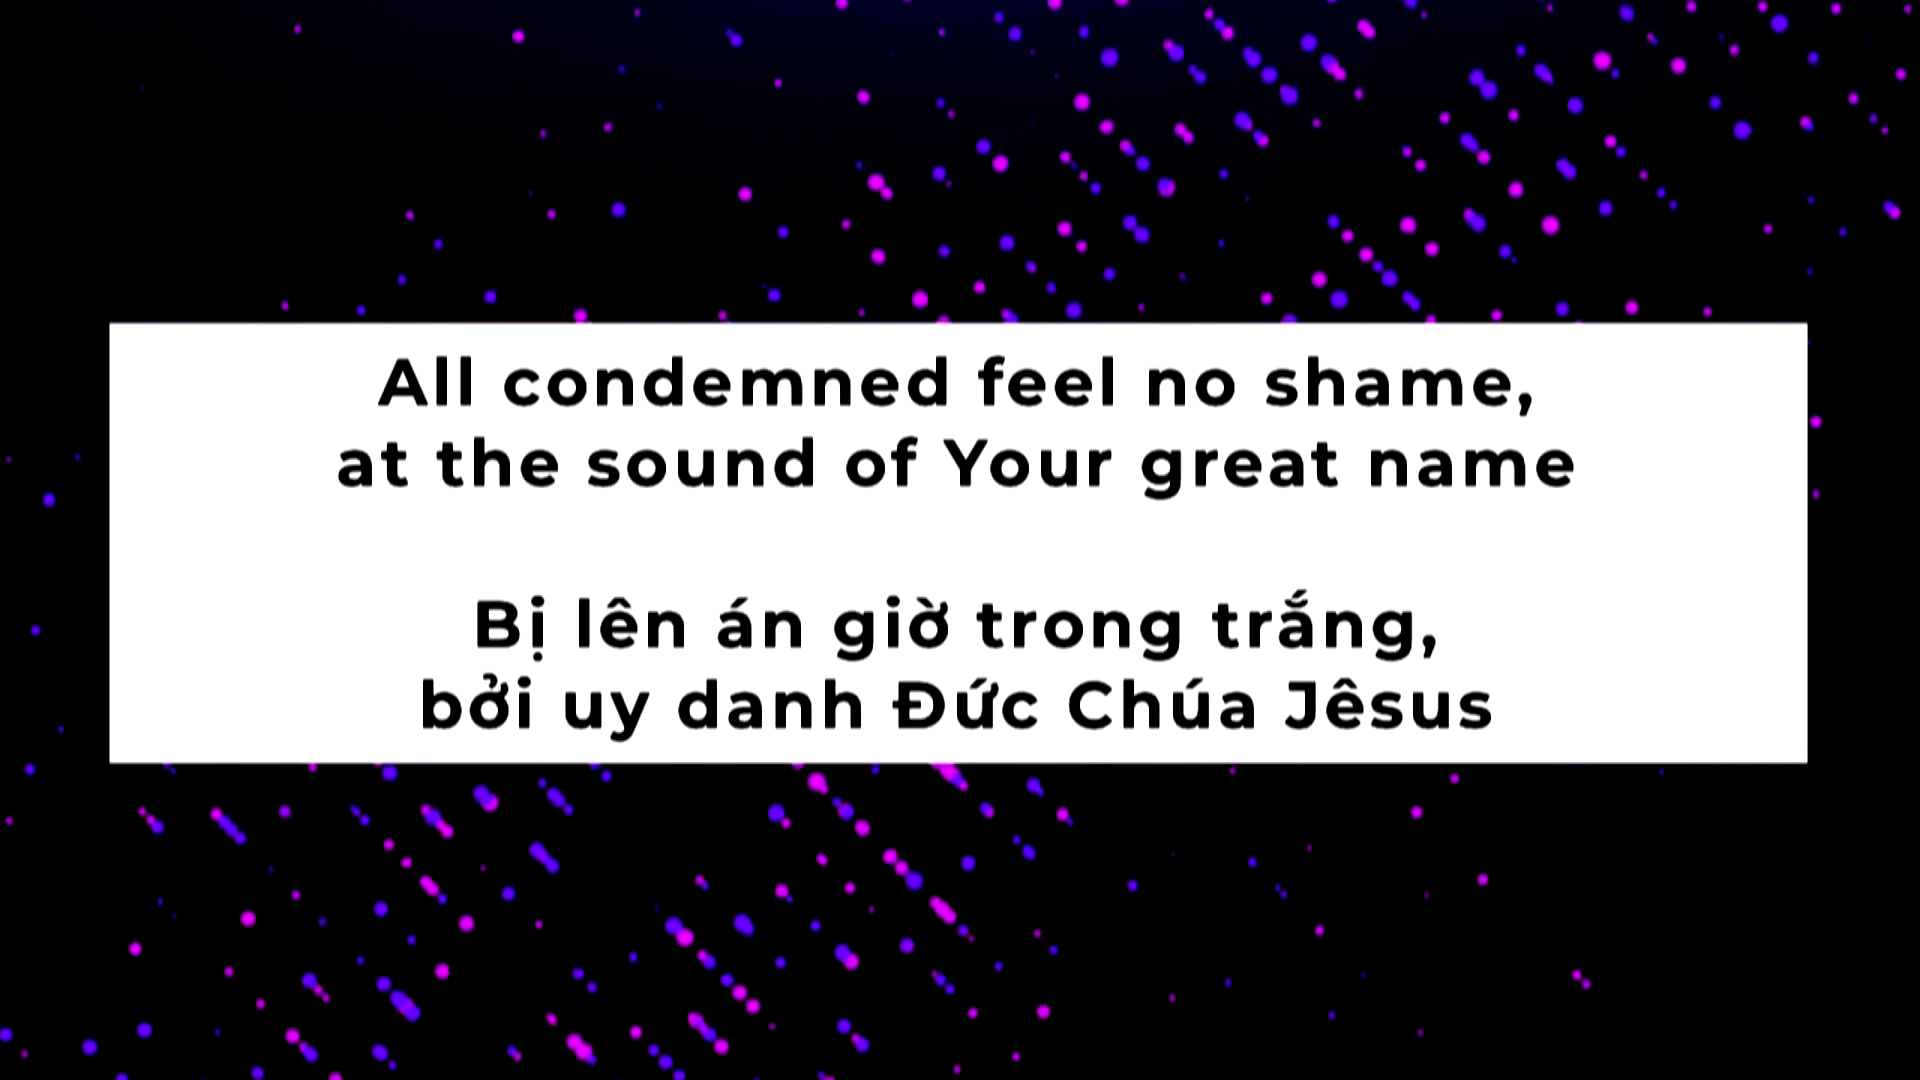 All condemned feel no shame,
at the sound of Your great name
Bị lên án giờ trong trắng,
bởi uy danh Đức Chúa Jêsus